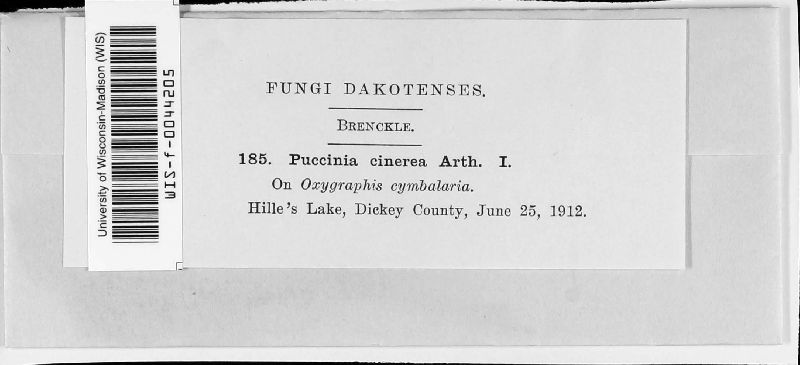 FUNGI DAKOTENSES.
BRENCKLE.
185. Puccinia cinerea Arth. I.
On Oxygraphis cymbalaria.
Hille's Lake, Dickey County, June 25, 1912.
University of Wisconsin-Madison (WIS)
WIS-f-0044205